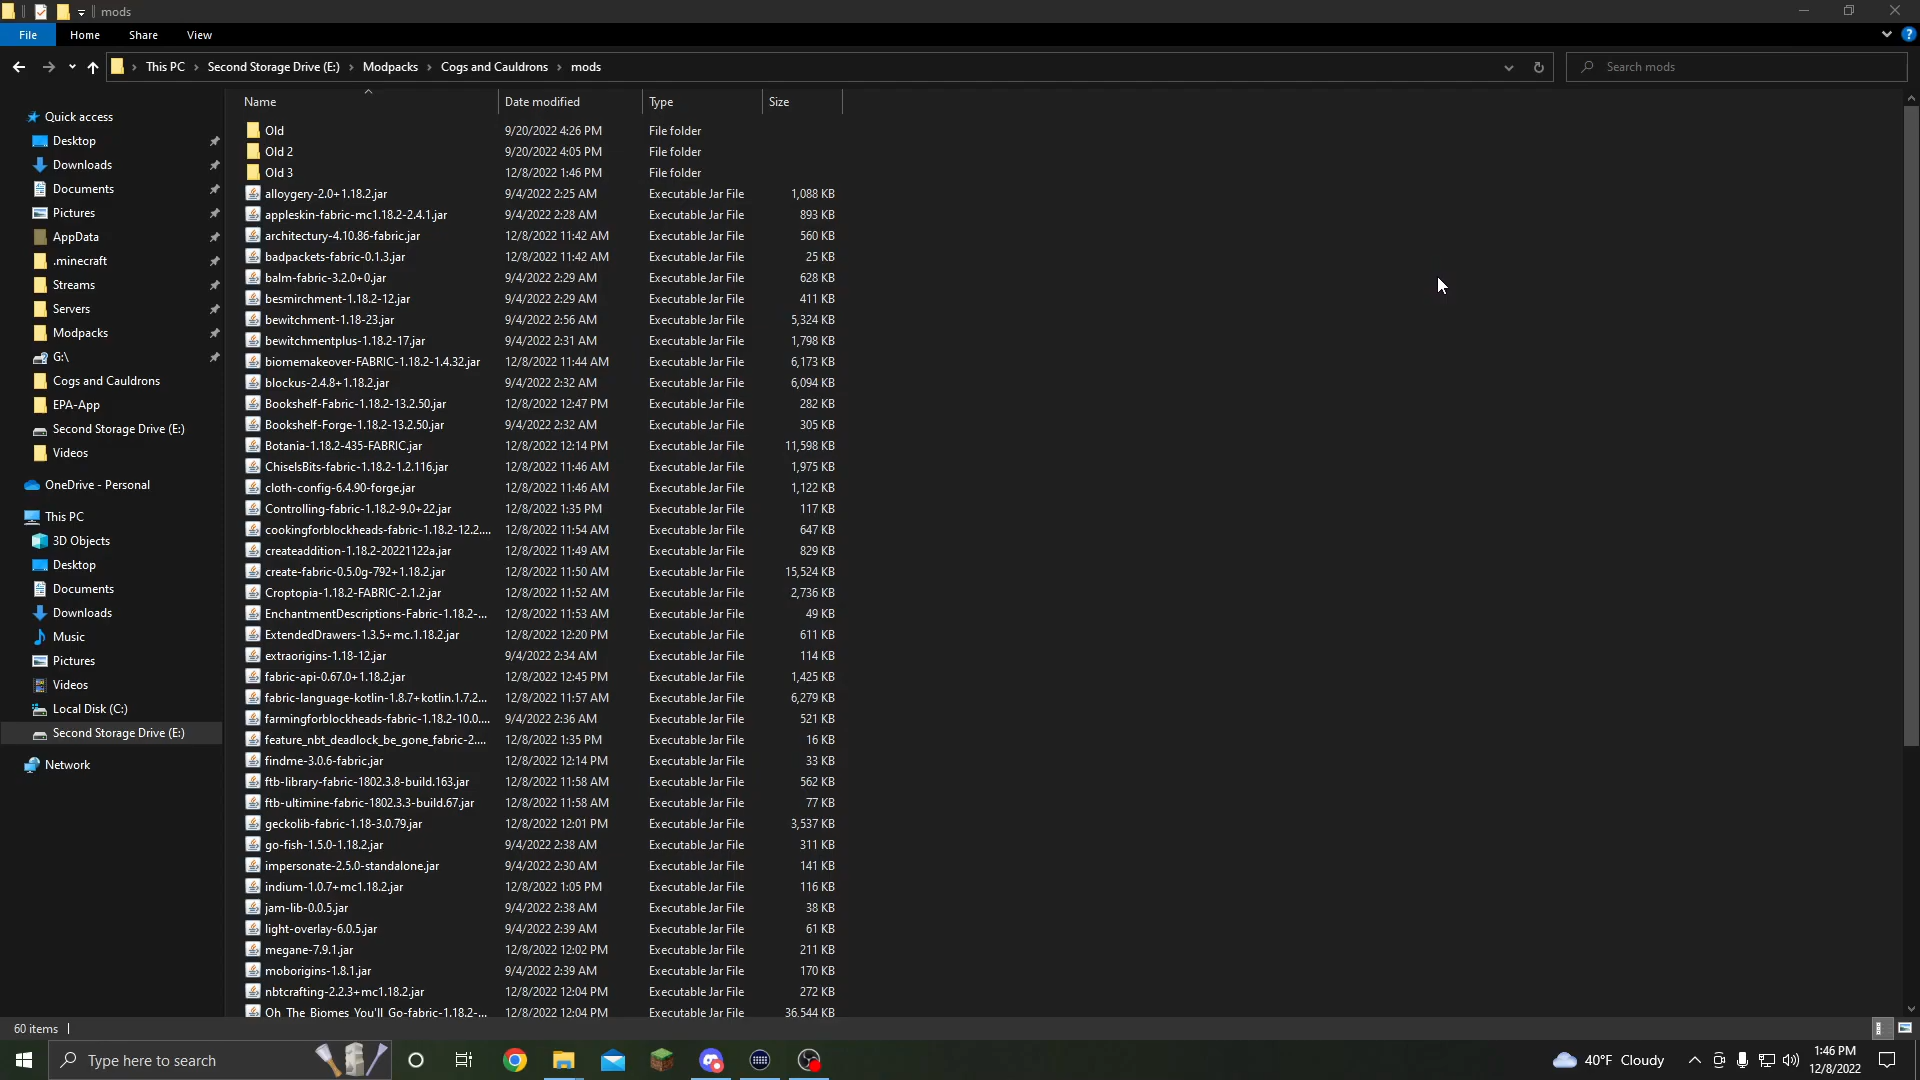 mods
File Home Share View
This PC Second Storage Drive (E:) Modpacks Cogs and Cauldrons mods Search mods
Name Date modified Type Size
Quick access
Desktop
Downloads
Documents
Pictures
AppData
.minecraft
Streams
Servers
Modpacks
G:\
Cogs and Cauldrons
EPA-App
Second Storage Drive (E:)
Videos
OneDrive - Personal
This PC
3D Objects
Desktop
Documents
Downloads
Music
Pictures
Videos
Local Disk (C:)
Second Storage Drive (E:)
Network
Old 9/20/2022 4:26 PM File folder
Old 2 9/20/2022 4:05 PM File folder
Old 3 12/8/2022 1:46 PM File folder
alloygery-2.0+1.18.2.jar 9/4/2022 2:25 AM Executable Jar File 1,088 KB
appleskin-fabric-mc1.18.2-2.4.1.jar 9/4/2022 2:28 AM Executable Jar File 893 KB
architectury-4.10.86-fabric.jar 12/8/2022 11:42 AM Executable Jar File 560 KB
badpackets-fabric-0.1.3.jar 12/8/2022 11:42 AM Executable Jar File 25 KB
balm-fabric-3.2.0+0.jar 9/4/2022 2:29 AM Executable Jar File 628 KB
besmirchment-1.18.2-12.jar 9/4/2022 2:29 AM Executable Jar File 411 KB
bewitchment-1.18-23.jar 9/4/2022 2:56 AM Executable Jar File 5,324 KB
bewitchmentplus-1.18.2-17.jar 9/4/2022 2:31 AM Executable Jar File 1,798 KB
biomemakeover-FABRIC-1.18.2-1.4.32.jar 12/8/2022 11:44 AM Executable Jar File 6,173 KB
blockus-2.4.8+1.18.2.jar 9/4/2022 2:32 AM Executable Jar File 6,094 KB
Bookshelf-Fabric-1.18.2-13.2.50.jar 12/8/2022 12:47 PM Executable Jar File 282 KB
Bookshelf-Forge-1.18.2-13.2.50.jar 9/4/2022 2:32 AM Executable Jar File 305 KB
Botania-1.18.2-435-FABRIC.jar 12/8/2022 12:14 PM Executable Jar File 11,598 KB
ChiselsBits-fabric-1.18.2-1.2.116.jar 12/8/2022 11:46 AM Executable Jar File 1,975 KB
cloth-config-6.4.90-forge.jar 12/8/2022 11:46 AM Executable Jar File 1,122 KB
Controlling-fabric-1.18.2-9.0+22.jar 12/8/2022 1:35 PM Executable Jar File 117 KB
cookingforblockheads-fabric-1.18.2-12.2.... 12/8/2022 11:54 AM Executable Jar File 647 KB
createaddition-1.18.2-20221122a.jar 12/8/2022 11:49 AM Executable Jar File 829 KB
create-fabric-0.5.0g-792+1.18.2.jar 12/8/2022 11:50 AM Executable Jar File 15,524 KB
Croptopia-1.18.2-FABRIC-2.1.2.jar 12/8/2022 11:52 AM Executable Jar File 2,736 KB
EnchantmentDescriptions-Fabric-1.18.2-... 12/8/2022 11:53 AM Executable Jar File 49 KB
ExtendedDrawers-1.3.5+mc.1.18.2.jar 12/8/2022 12:20 PM Executable Jar File 611 KB
extraorigins-1.18-12.jar 9/4/2022 2:34 AM Executable Jar File 114 KB
fabric-api-0.67.0+1.18.2.jar 12/8/2022 12:45 PM Executable Jar File 1,425 KB
fabric-language-kotlin-1.8.7+kotlin.1.7.2... 12/8/2022 11:57 AM Executable Jar File 6,279 KB
farmingforblockheads-fabric-1.18.2-10.0.... 9/4/2022 2:36 AM Executable Jar File 521 KB
feature_nbt_deadlock_be_gone_fabric-2.... 12/8/2022 1:35 PM Executable Jar File 16 KB
findme-3.0.6-fabric.jar 12/8/2022 12:14 PM Executable Jar File 33 KB
ftb-library-fabric-1802.3.8-build.163.jar 12/8/2022 11:58 AM Executable Jar File 562 KB
ftb-ultimine-fabric-1802.3.3-build.67.jar 12/8/2022 11:58 AM Executable Jar File 77 KB
geckolib-fabric-1.18-3.0.79.jar 12/8/2022 12:01 PM Executable Jar File 3,537 KB
go-fish-1.5.0-1.18.2.jar 9/4/2022 2:38 AM Executable Jar File 311 KB
impersonate-2.5.0-standalone.jar 9/4/2022 2:30 AM Executable Jar File 141 KB
indium-1.0.7+mc1.18.2.jar 12/8/2022 1:05 PM Executable Jar File 116 KB
jam-lib-0.0.5.jar 9/4/2022 2:38 AM Executable Jar File 38 KB
light-overlay-6.0.5.jar 9/4/2022 2:39 AM Executable Jar File 61 KB
megane-7.9.1.jar 12/8/2022 12:02 PM Executable Jar File 211 KB
moborigins-1.8.1.jar 9/4/2022 2:39 AM Executable Jar File 170 KB
nbtcrafting-2.2.3+mc1.18.2.jar 12/8/2022 12:04 PM Executable Jar File 272 KB
Oh The Biomes You'll Go-fabric-1.18.2-... 12/8/2022 12:04 PM Executable Jar File 36,544 KB
60 items
Type here to search
40°F Cloudy
1:46 PM
12/8/2022